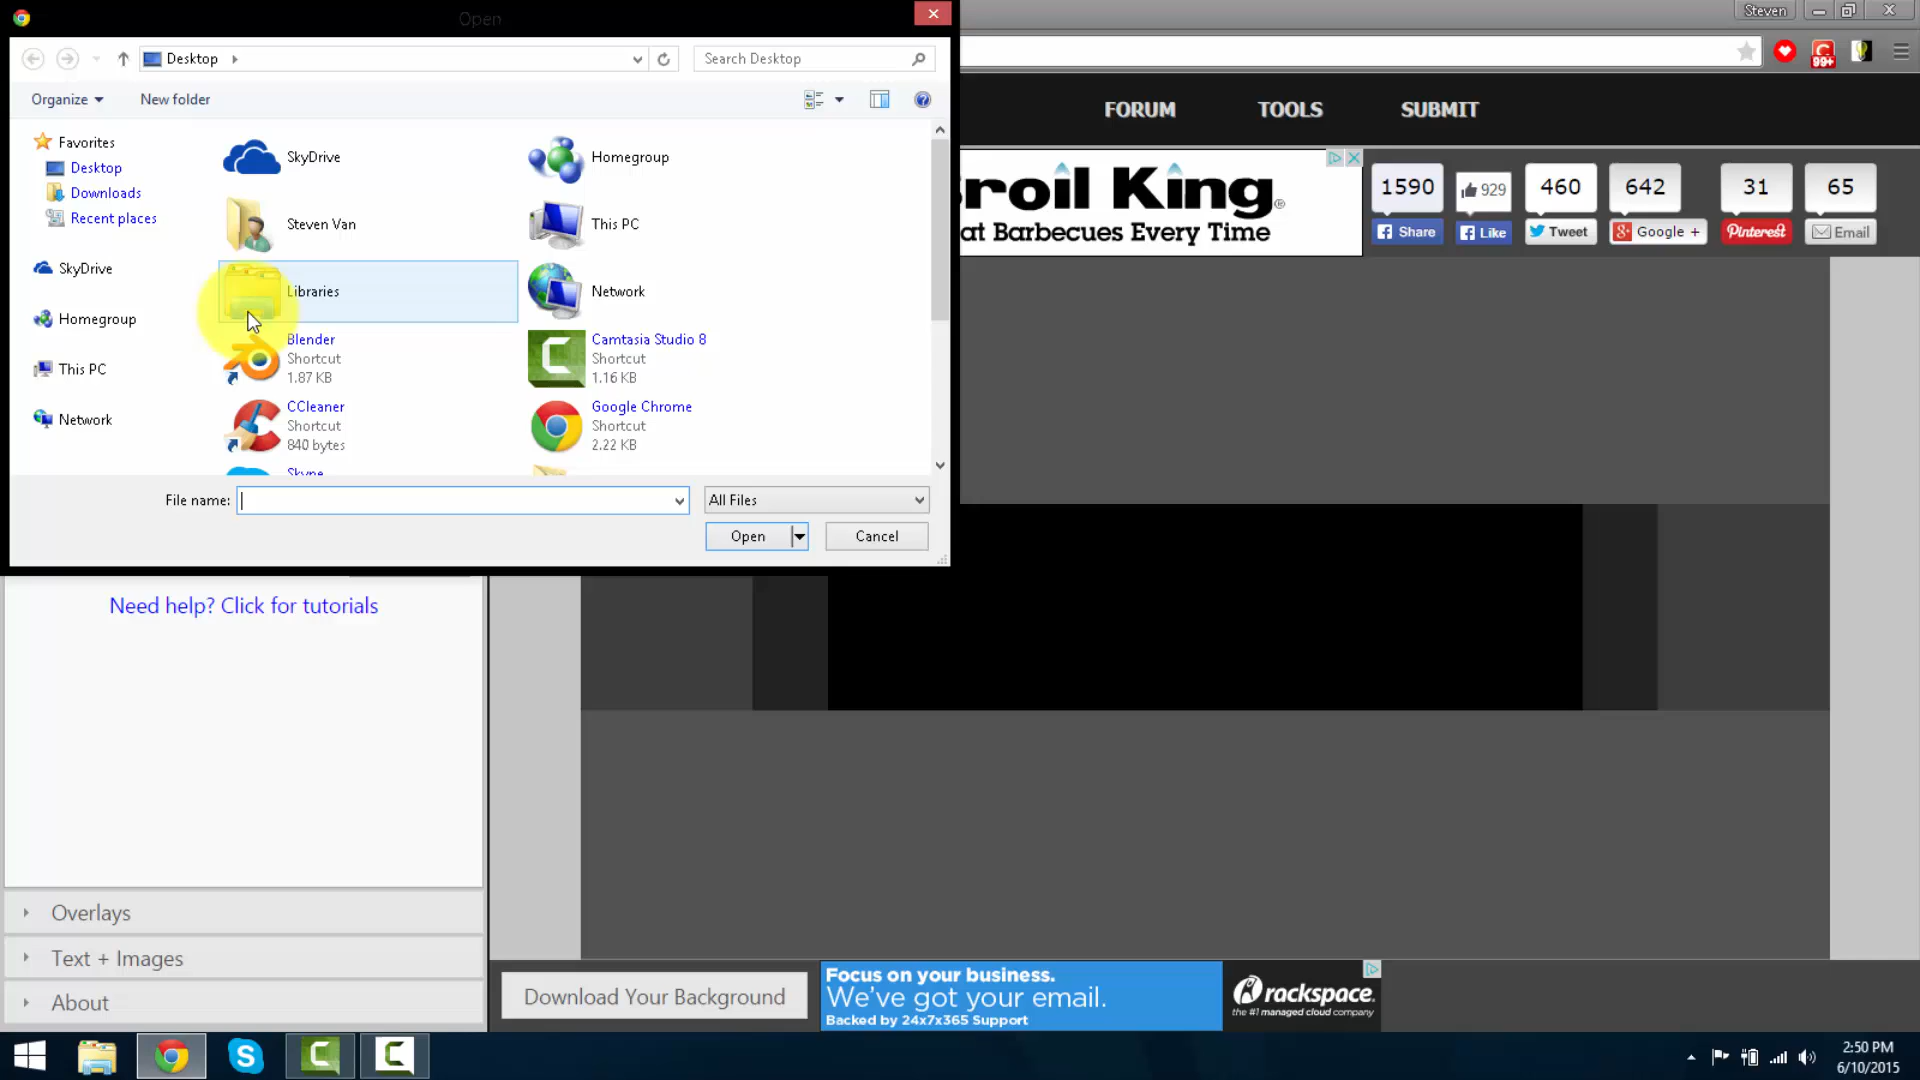 Open
Steven
Desktop
Search Desktop
Organize
New folder
Favorites
Desktop
Downloads
Recent places
SkyDrive
Homegroup
This PC
Network
SkyDrive
Homegroup
Steven Van
This PC
Libraries
Network
Blender
Shortcut
1.87 KB
Camtasia Studio 8
Shortcut
1.16 KB
CCleaner
Shortcut
840 bytes
Google Chrome
Shortcut
2.22 KB
Skype
File name:
All Files
Open
Cancel
99+
FORUM
TOOLS
SUBMIT
roil King®
at Barbecues Every Time
1590
929
460
642
31
65
Share
Like
Tweet
Google +
Pinterest
Email
Need help? Click for tutorials
Overlays
Text + Images
About
Download Your Background
Focus on your business.
We've got your email.
Backed by 24x7x365 Support
rackspace.
the #1 managed cloud company
2:50 PM
6/10/2015